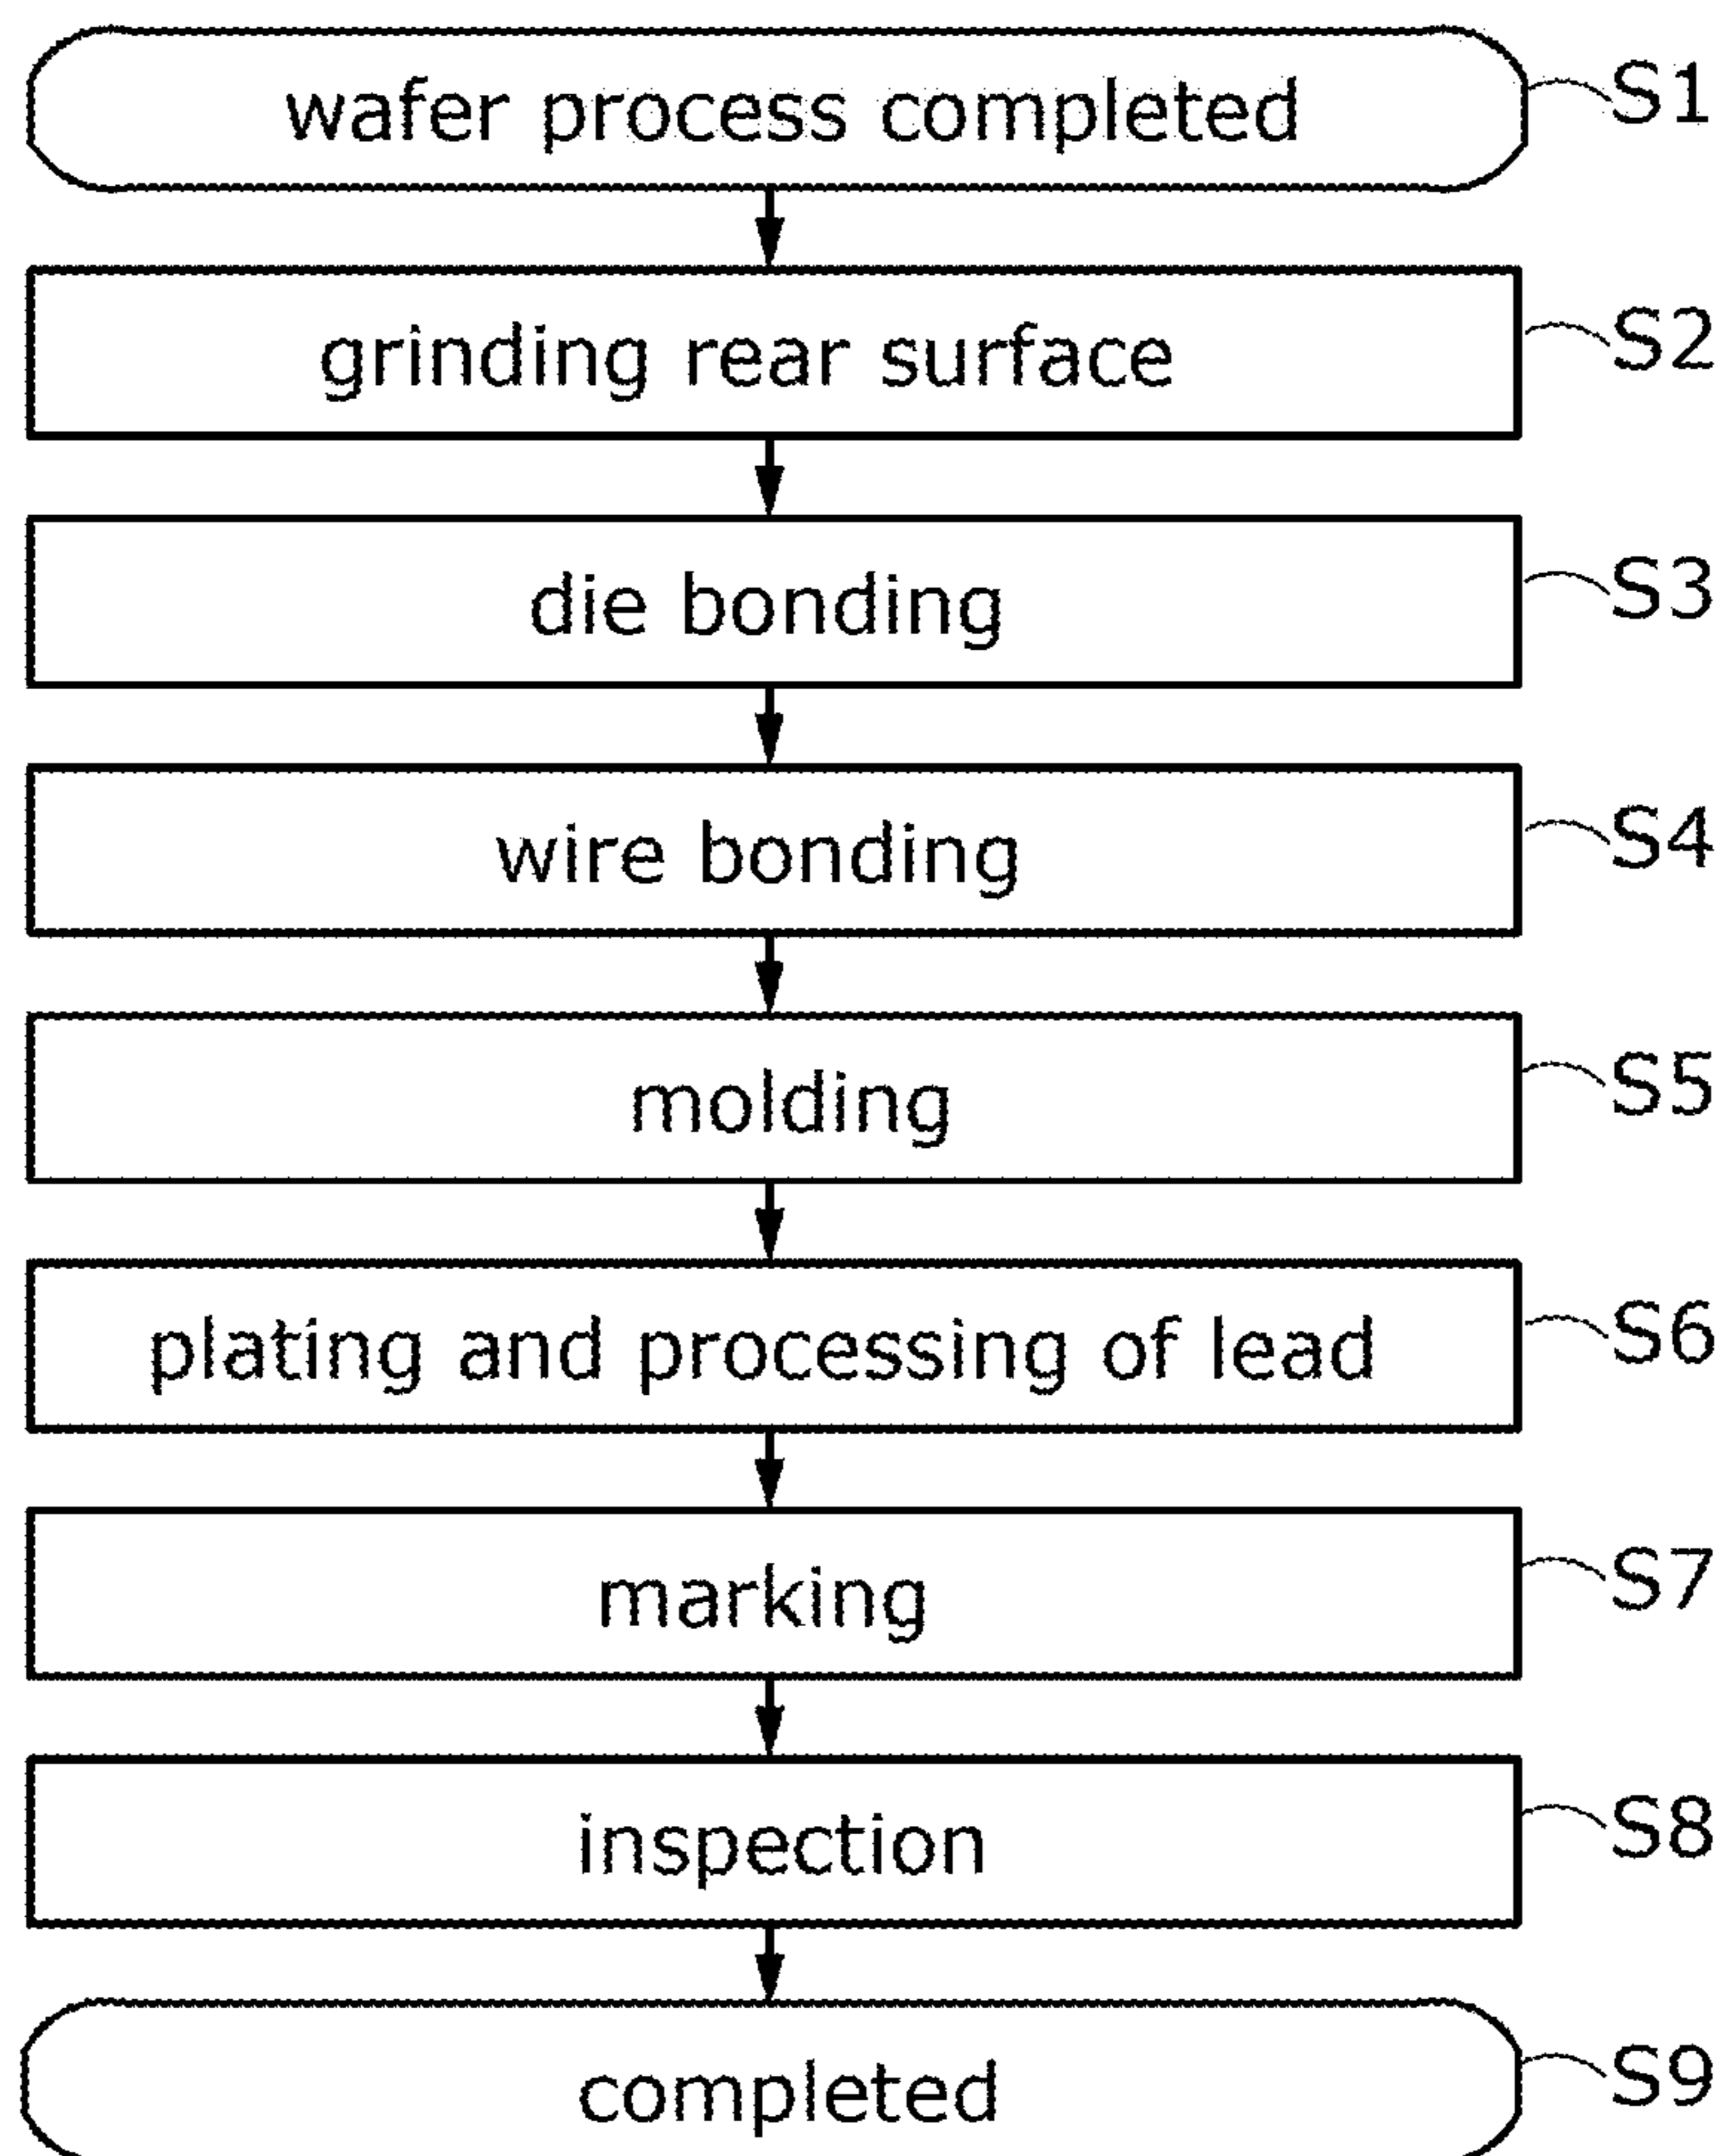 wafer process completed S1
grinding rear surface S2
die bonding S3
wire bonding S4
molding S5
plating and processing of lead S6
marking S7
inspection S8
completed S9